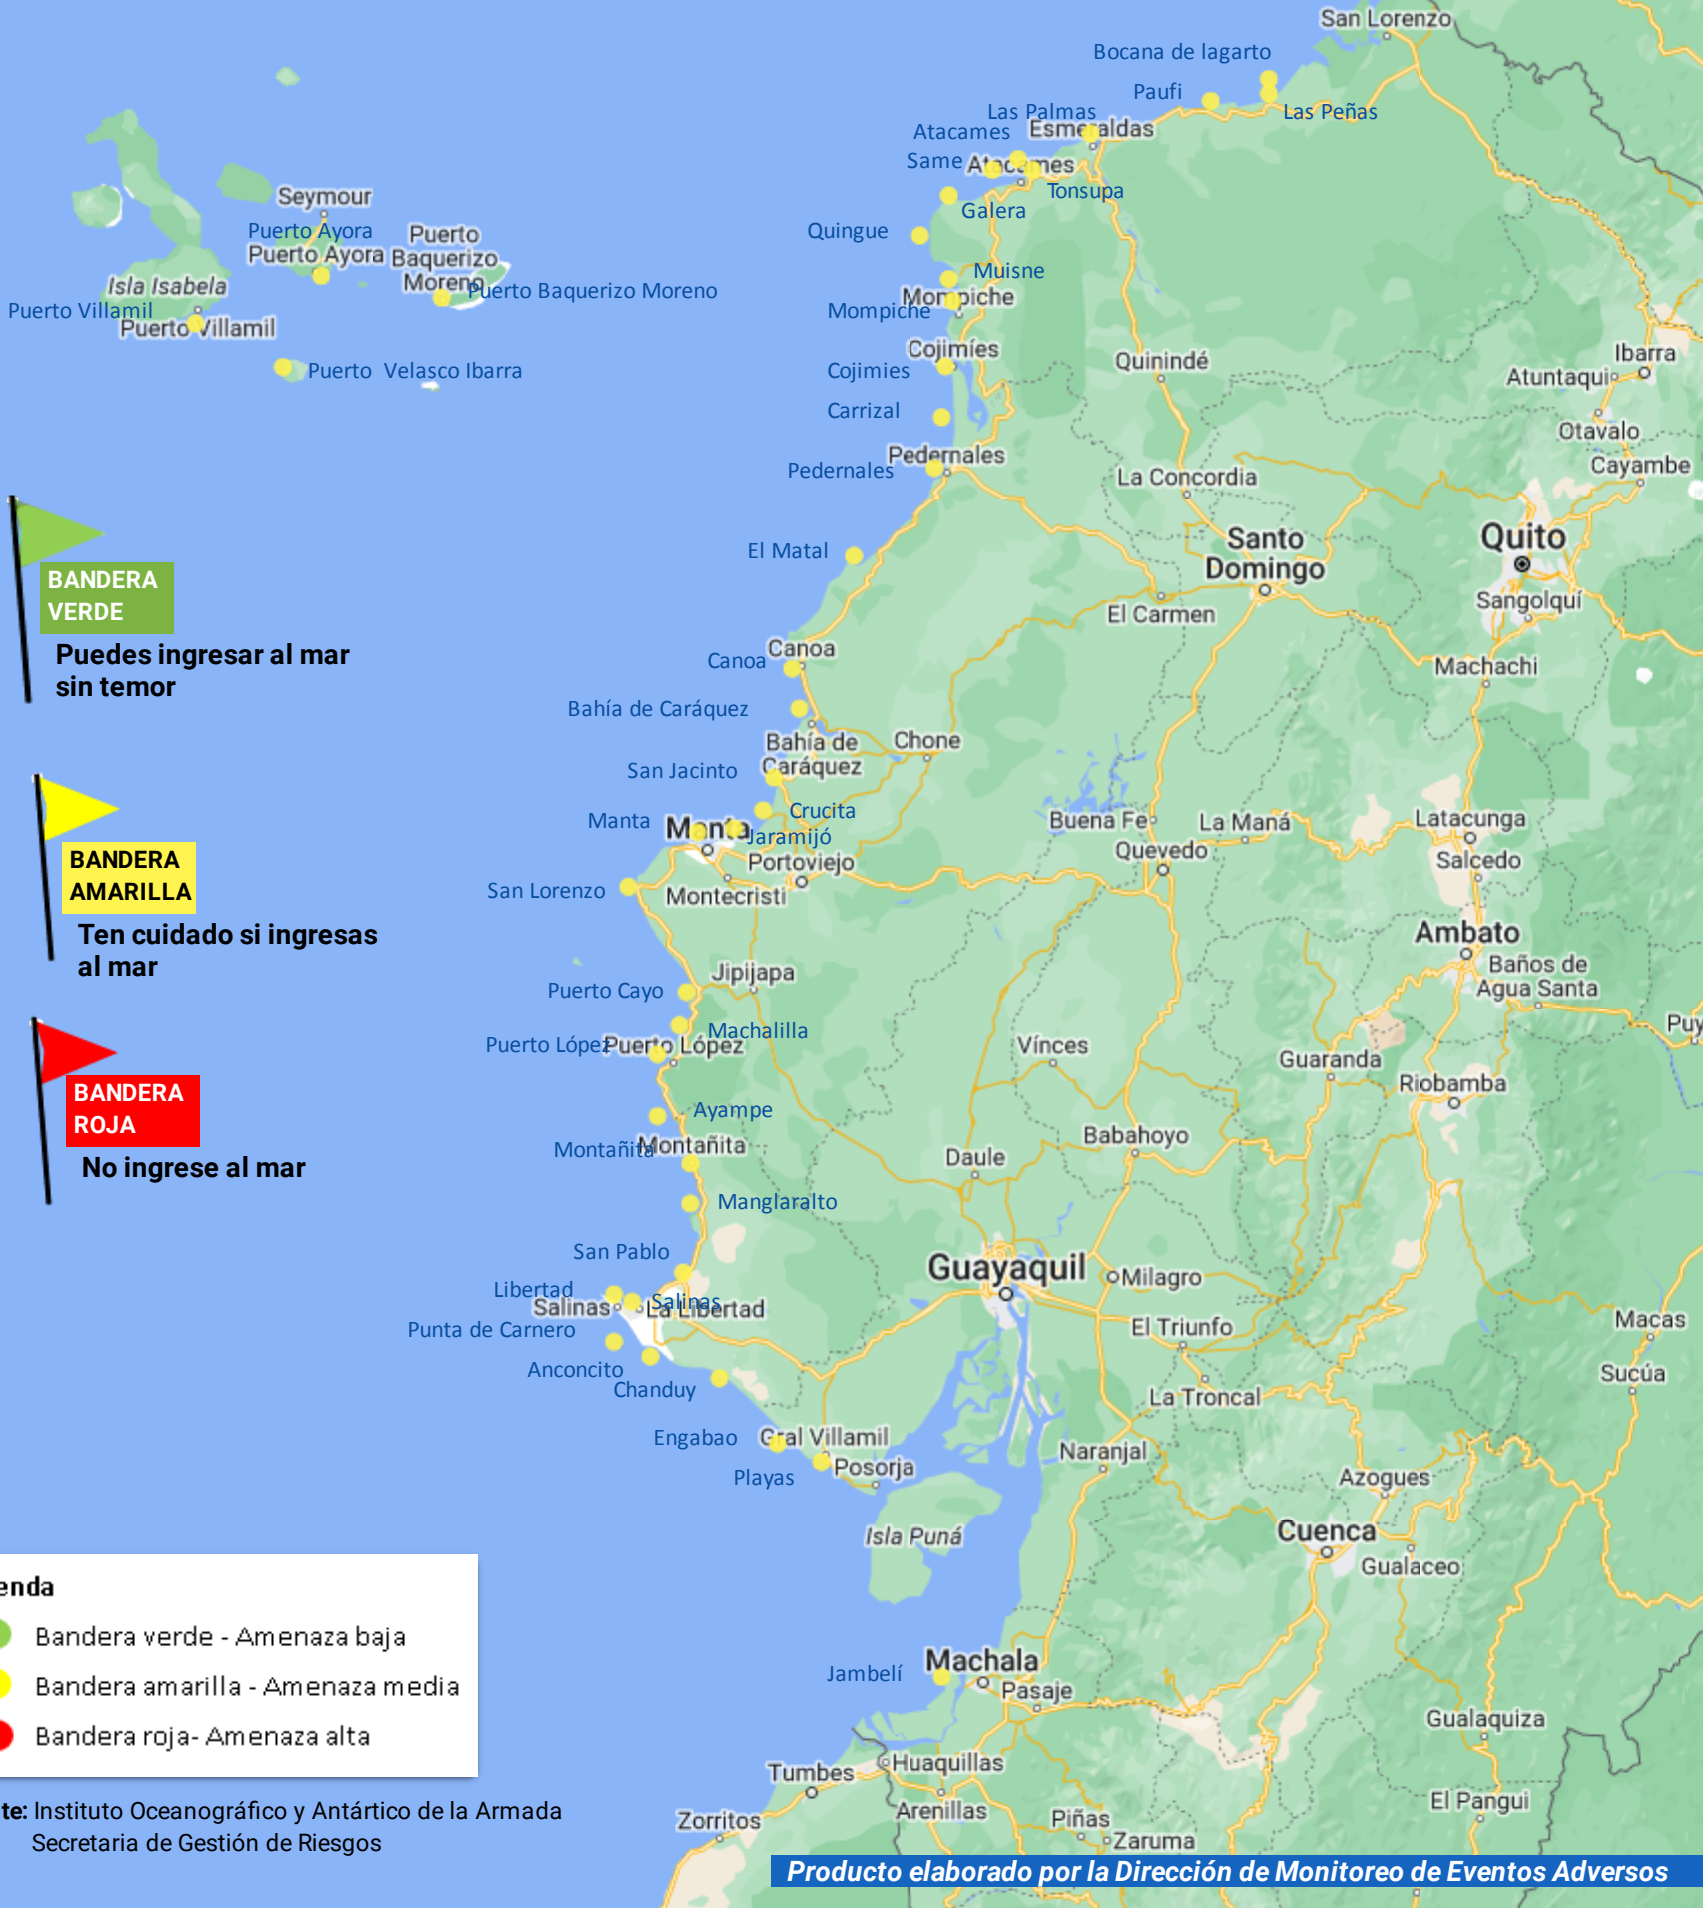 San Lorenzo
Bocana de lagarto
Paufi
Las Peñas
Las Palmas
Esmeraldas
Atacames
Same
Atacames
Tonsupa
Galera
Quingue
Muisne
Mompiche
Mompiche
Cojimíes
Cojimies
Carrizal
Pedernales
Pedernales
El Matal
Canoa
Canoa
Bahía de Caráquez
Bahía de
Caráquez
San Jacinto
Crucita
Manta
Manta
Jaramijó
Portoviejo
Montecristi
San Lorenzo
Jipijapa
Puerto Cayo
Machalilla
Puerto López
Puerto López
Ayampe
Montañita
Montañita
Manglaralto
San Pablo
Libertad
Salinas
Salinas
La Libertad
Punta de Carnero
Anconcito
Chanduy
Engabao
Gral Villamil
Playas
Posorja
Isla Puná
Jambelí
Machala
Pasaje
Huaquillas
Tumbes
Arenillas
Zorritos
Piñas
Zaruma
Seymour
Puerto Ayora
Puerto Ayora
Puerto
Baquerizo
Moreno
Puerto Baquerizo Moreno
Isla Isabela
Puerto Villamil
Puerto Villamil
Puerto Velasco Ibarra
Quinindé
Ibarra
Atuntaqui
Otavalo
Cayambe
La Concordia
Santo
Domingo
Quito
Sangolquí
El Carmen
Machachi
Chone
Buena Fe
La Maná
Latacunga
Quevedo
Salcedo
Ambato
Baños de
Agua Santa
Puy
Vínces
Guaranda
Riobamba
Babahoyo
Daule
Guayaquil
Milagro
El Triunfo
Macas
Sucúa
La Troncal
Naranjal
Azogues
Cuenca
Gualaceo
Gualaquiza
El Pangui
BANDERA
VERDE
Puedes ingresar al mar
sin temor
BANDERA
AMARILLA
Ten cuidado si ingresas
al mar
BANDERA
ROJA
No ingrese al mar
enda
Bandera verde - Amenaza baja
Bandera amarilla - Amenaza media
Bandera roja- Amenaza alta
te: Instituto Oceanográfico y Antártico de la Armada
Secretaria de Gestión de Riesgos
Producto elaborado por la Dirección de Monitoreo de Eventos Adversos